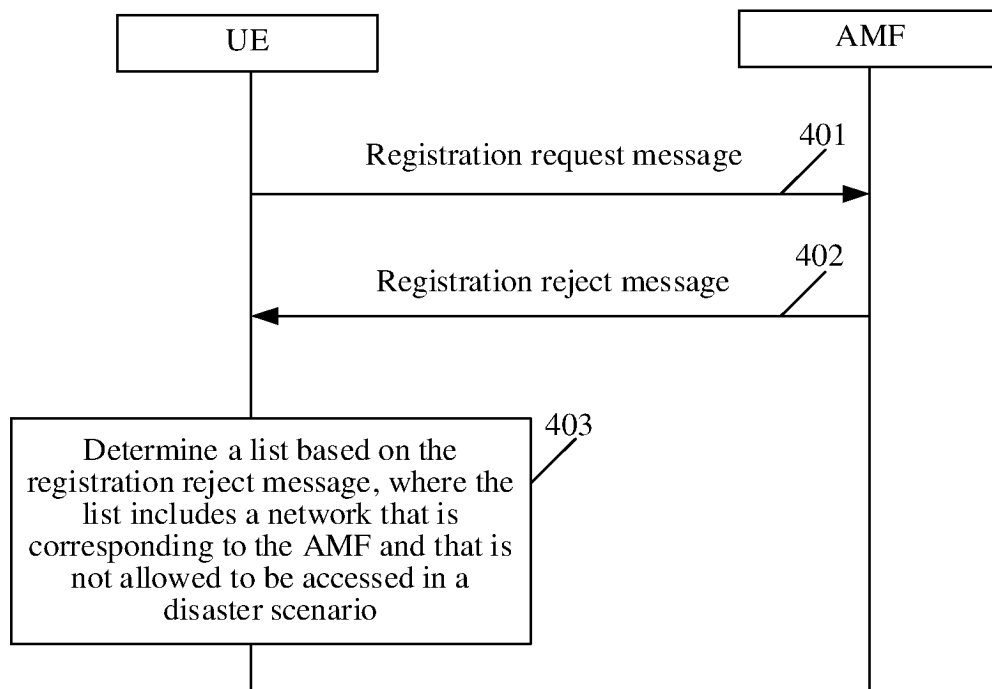 UE
AMF
401
Registration request message
402
Registration reject message
403
Determine a list based on the
registration reject message, where the
list includes a network that is
corresponding to the AMF and that is
not allowed to be accessed in a
disaster scenario